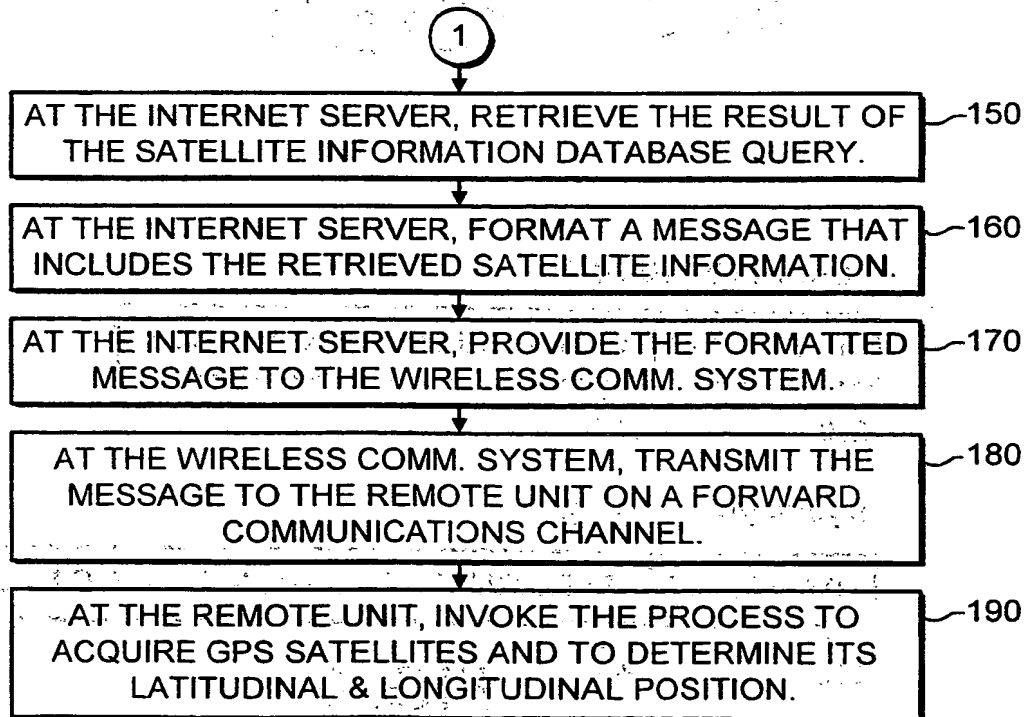 1
AT THE INTERNET SERVER, RETRIEVE THE RESULT OF
THE SATELLITE INFORMATION DATABASE QUERY.
150
AT THE INTERNET SERVER, FORMAT A MESSAGE THAT
INCLUDES THE RETRIEVED SATELLITE INFORMATION.
160
AT THE INTERNET SERVER, PROVIDE THE FORMATTED
MESSAGE TO THE WIRELESS COMM. SYSTEM.
170
AT THE WIRELESS COMM. SYSTEM, TRANSMIT THE
MESSAGE TO THE REMOTE UNIT ON A FORWARD
COMMUNICATIONS CHANNEL.
180
AT THE REMOTE UNIT, INVOKE THE PROCESS TO
ACQUIRE GPS SATELLITES AND TO DETERMINE ITS
LATITUDINAL & LONGITUDINAL POSITION.
190